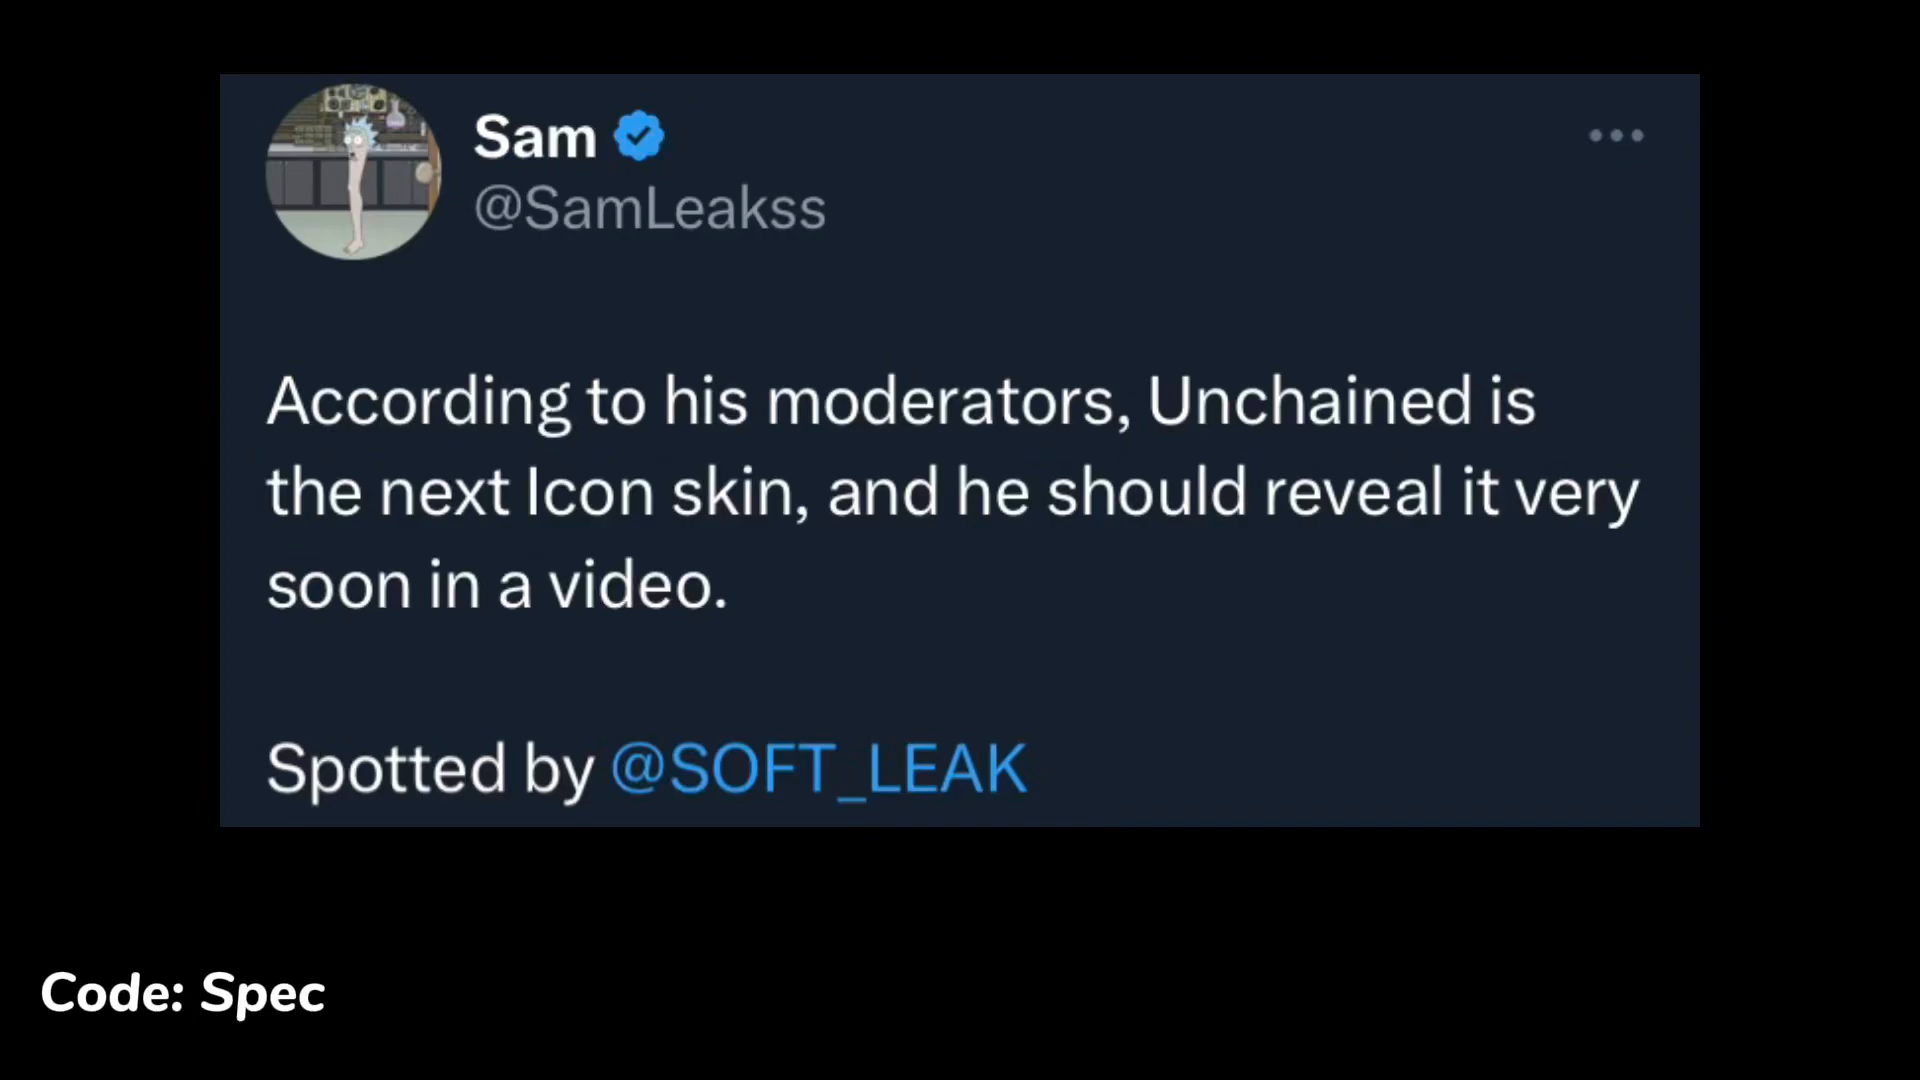 Sam
@SamLeakss
According to his moderators, Unchained is
the next Icon skin, and he should reveal it very
soon in a video.
Spotted by @SOFT_LEAK
Code: Spec